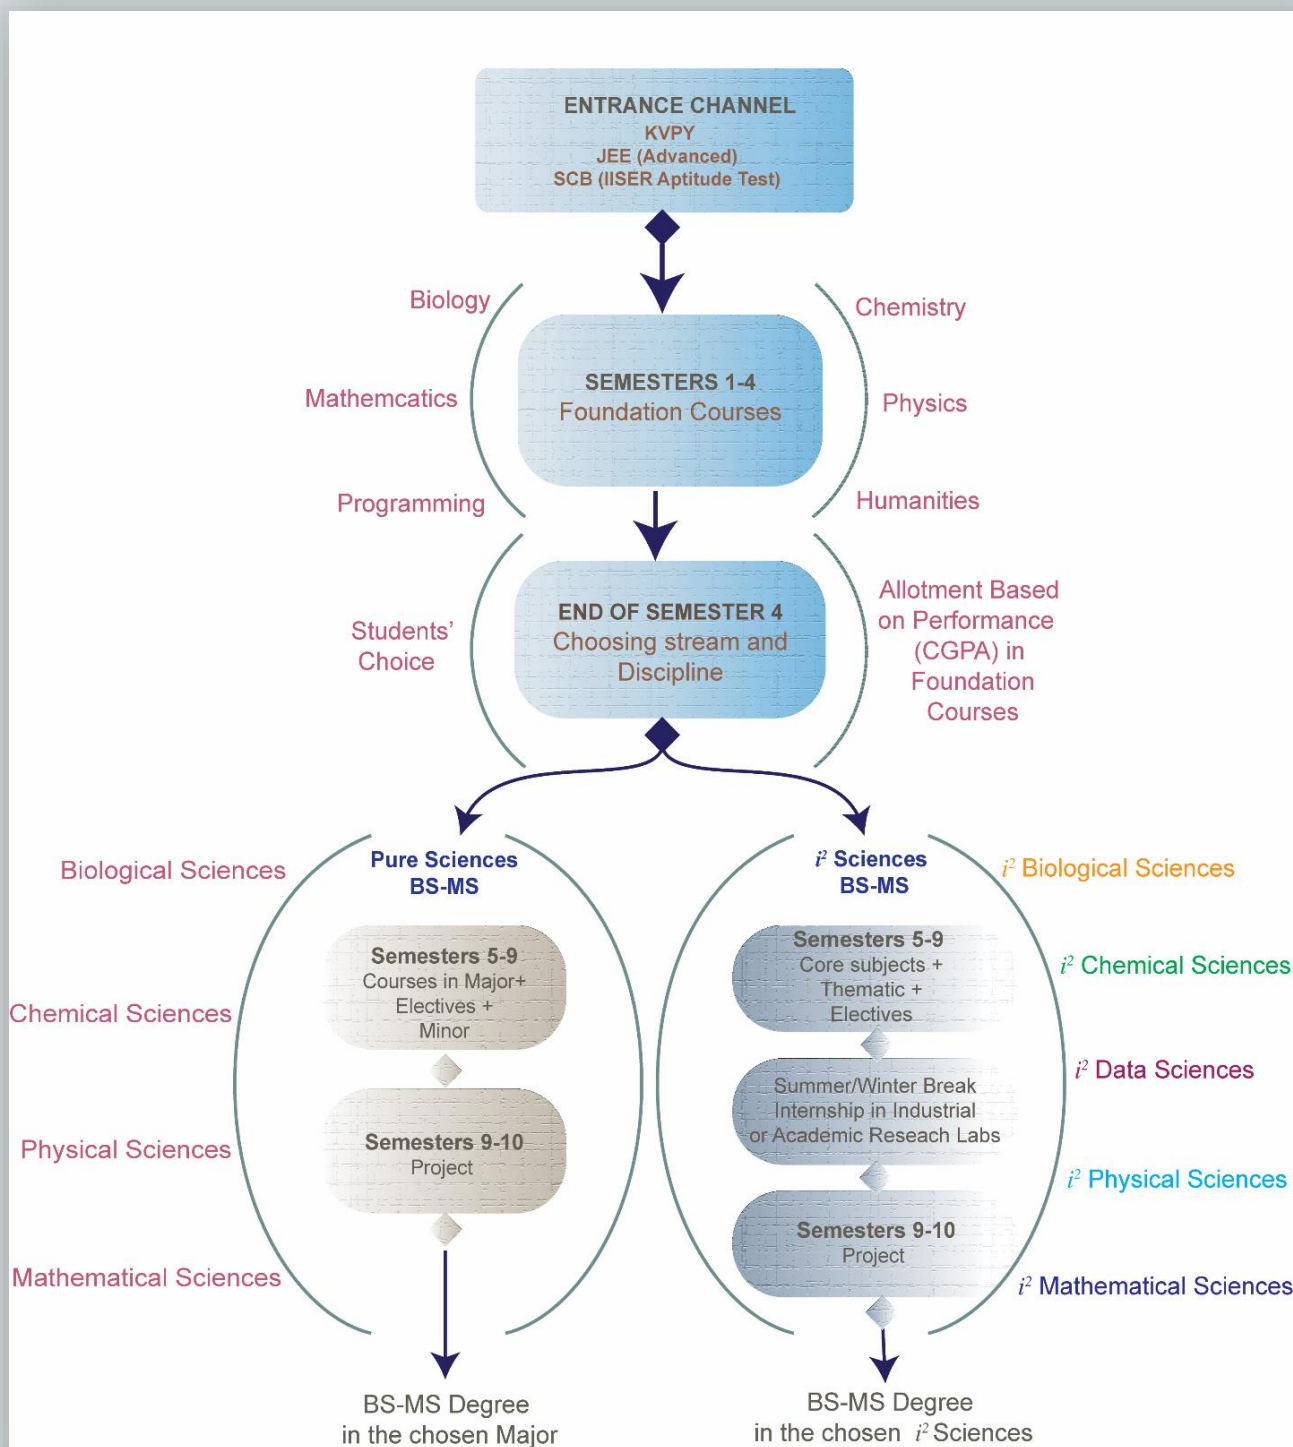 ENTRANCE CHANNEL
KVPY
JEE (Advanced)
SCB (IISER Aptitude Test)
Biology
Chemistry
SEMESTERS 1-4
Foundation Courses
Mathemcatics
Physics
Programming
Humanities
END OF SEMESTER 4
Choosing stream and
Discipline
Students’
Choice
Allotment Based
on Performance
(CGPA) in
Foundation
Courses
Pure Sciences
BS-MS
Biological Sciences
Chemical Sciences
Physical Sciences
Mathematical Sciences
Semesters 5-9
Courses in Major+
Electives +
Minor
Semesters 9-10
Project
BS-MS Degree
in the chosen Major
i² Sciences
BS-MS
Semesters 5-9
Core subjects +
Thematic +
Electives
Summer/Winter Break
Internship in Industrial
or Academic Reseach Labs
Semesters 9-10
Project
i² Biological Sciences
i² Chemical Sciences
i² Data Sciences
i² Physical Sciences
i² Mathematical Sciences
BS-MS Degree
in the chosen i² Sciences